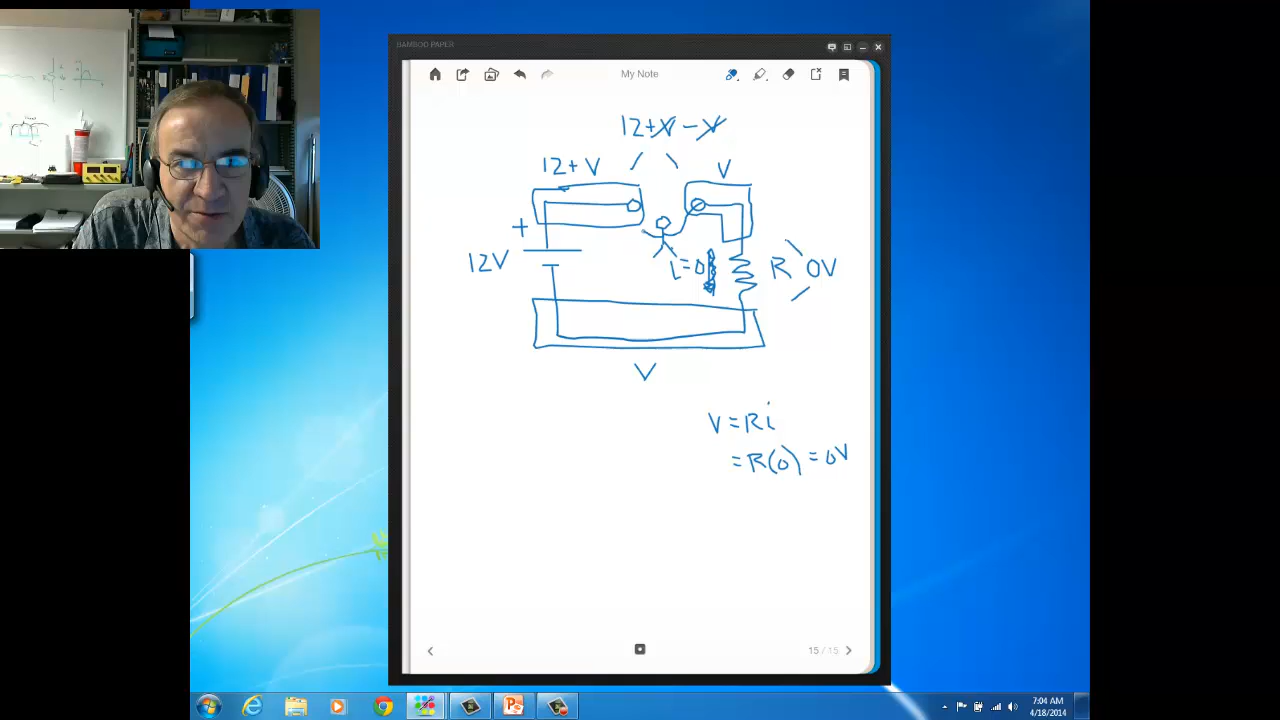 BAMBOO PAPER
My Note
12+V-V
12+V
V
+
12V
i=0
R
0V
V
V=Ri
=R(0)=0V
15 / 15
7:04 AM
4/18/2014